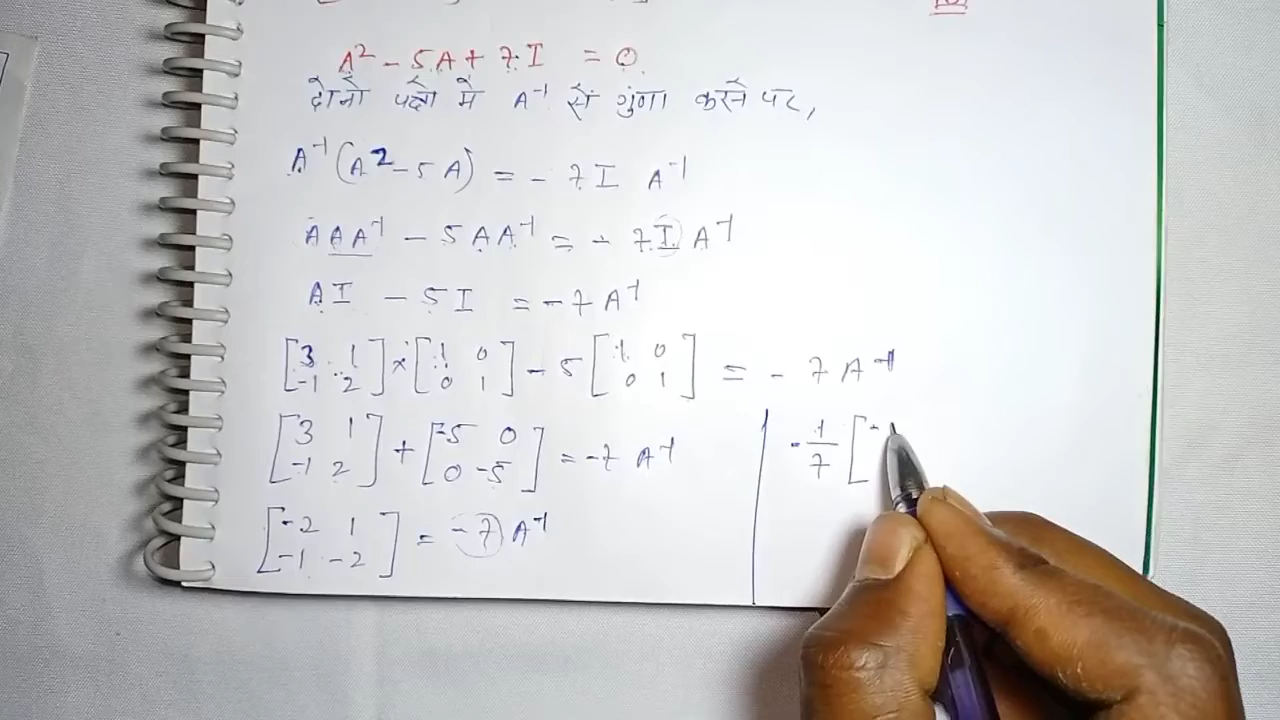 A² - 5A + 7I = 0
दोनो पक्षो मे A⁻¹ से गुंणा करने पर,
A⁻¹(A² - 5A) = - 7I A⁻¹
AAA⁻¹ - 5AA⁻¹ = - 7I A⁻¹
AI - 5I = -7A⁻¹
[3 1 -1 2] × [1 0 0 1] - 5 [1 0 0 1] = - 7A⁻¹
[3 1 -1 2] + [-5 0 0 -5] = -7 A⁻¹
[-2 1 -1 -2] = -7 A⁻¹
-1/7 [-